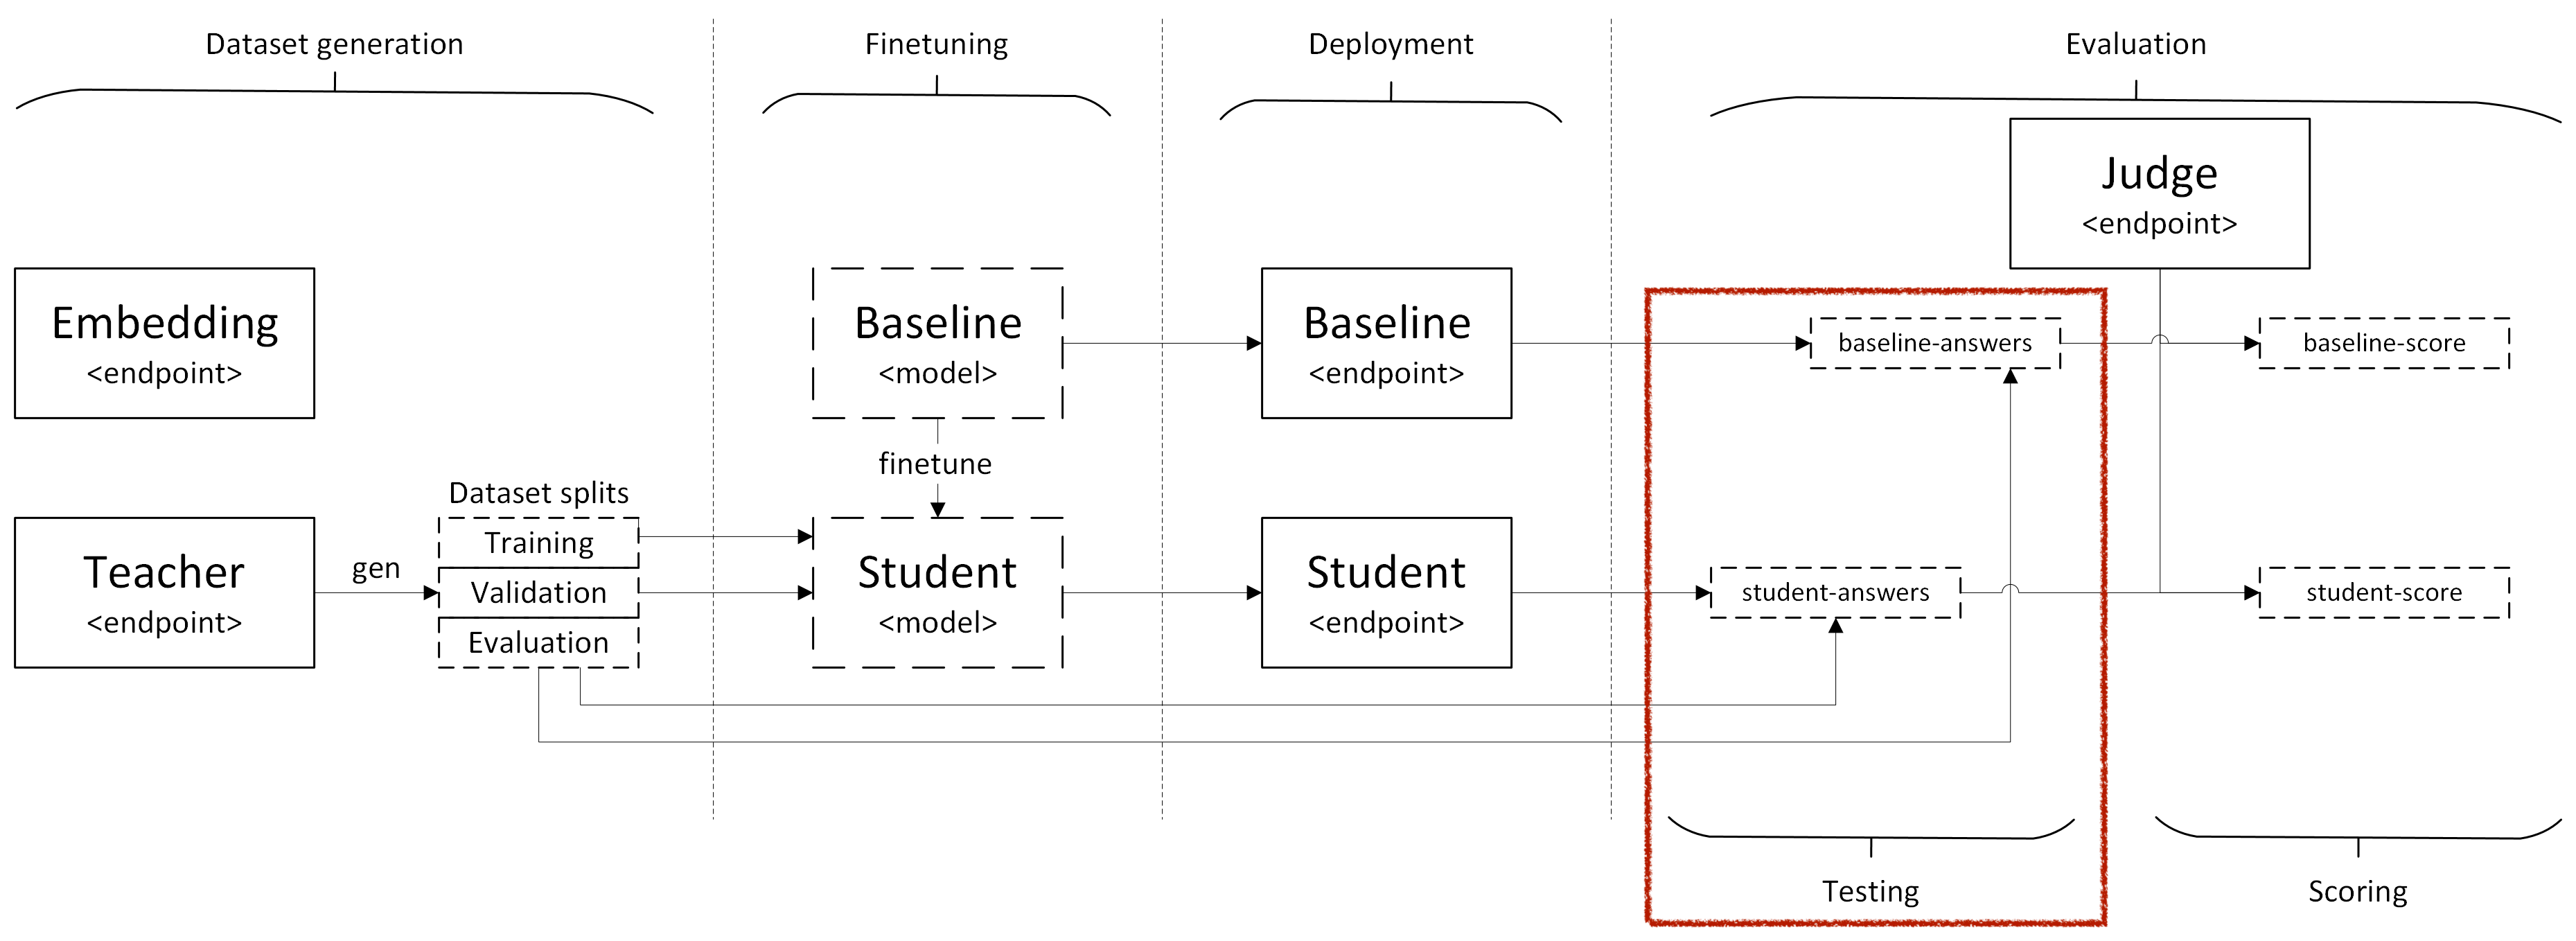 Dataset generation
Finetuning
Deployment
Evaluation
Judge
<endpoint>
Embedding
<endpoint>
Baseline
<model>
Baseline
<endpoint>
baseline-answers
baseline-score
finetune
Dataset splits
Teacher
<endpoint>
gen
Training
Validation
Evaluation
Student
<model>
Student
<endpoint>
student-answers
student-score
Testing
Scoring